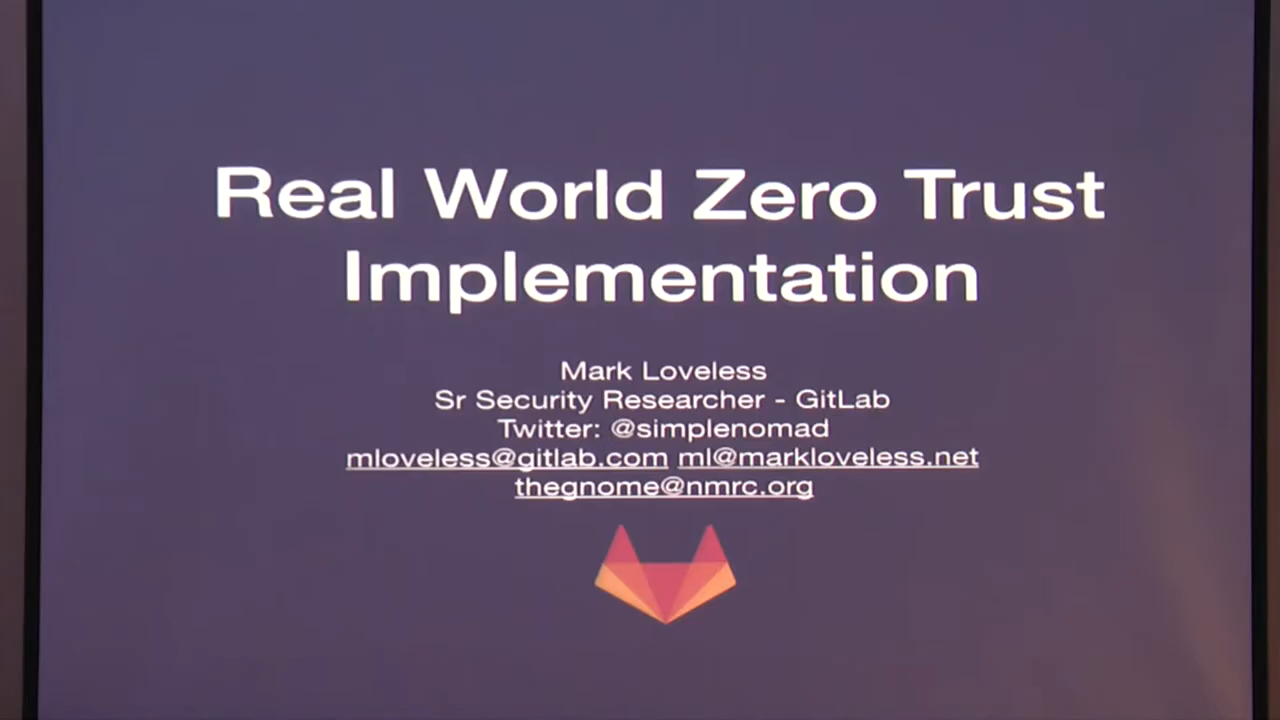 Real World Zero Trust
Implementation
Mark Loveless
Sr Security Researcher - GitLab
Twitter: @simplenomad
mloveless@gitlab.com ml@markloveless.net
thegnome@nmrc.org